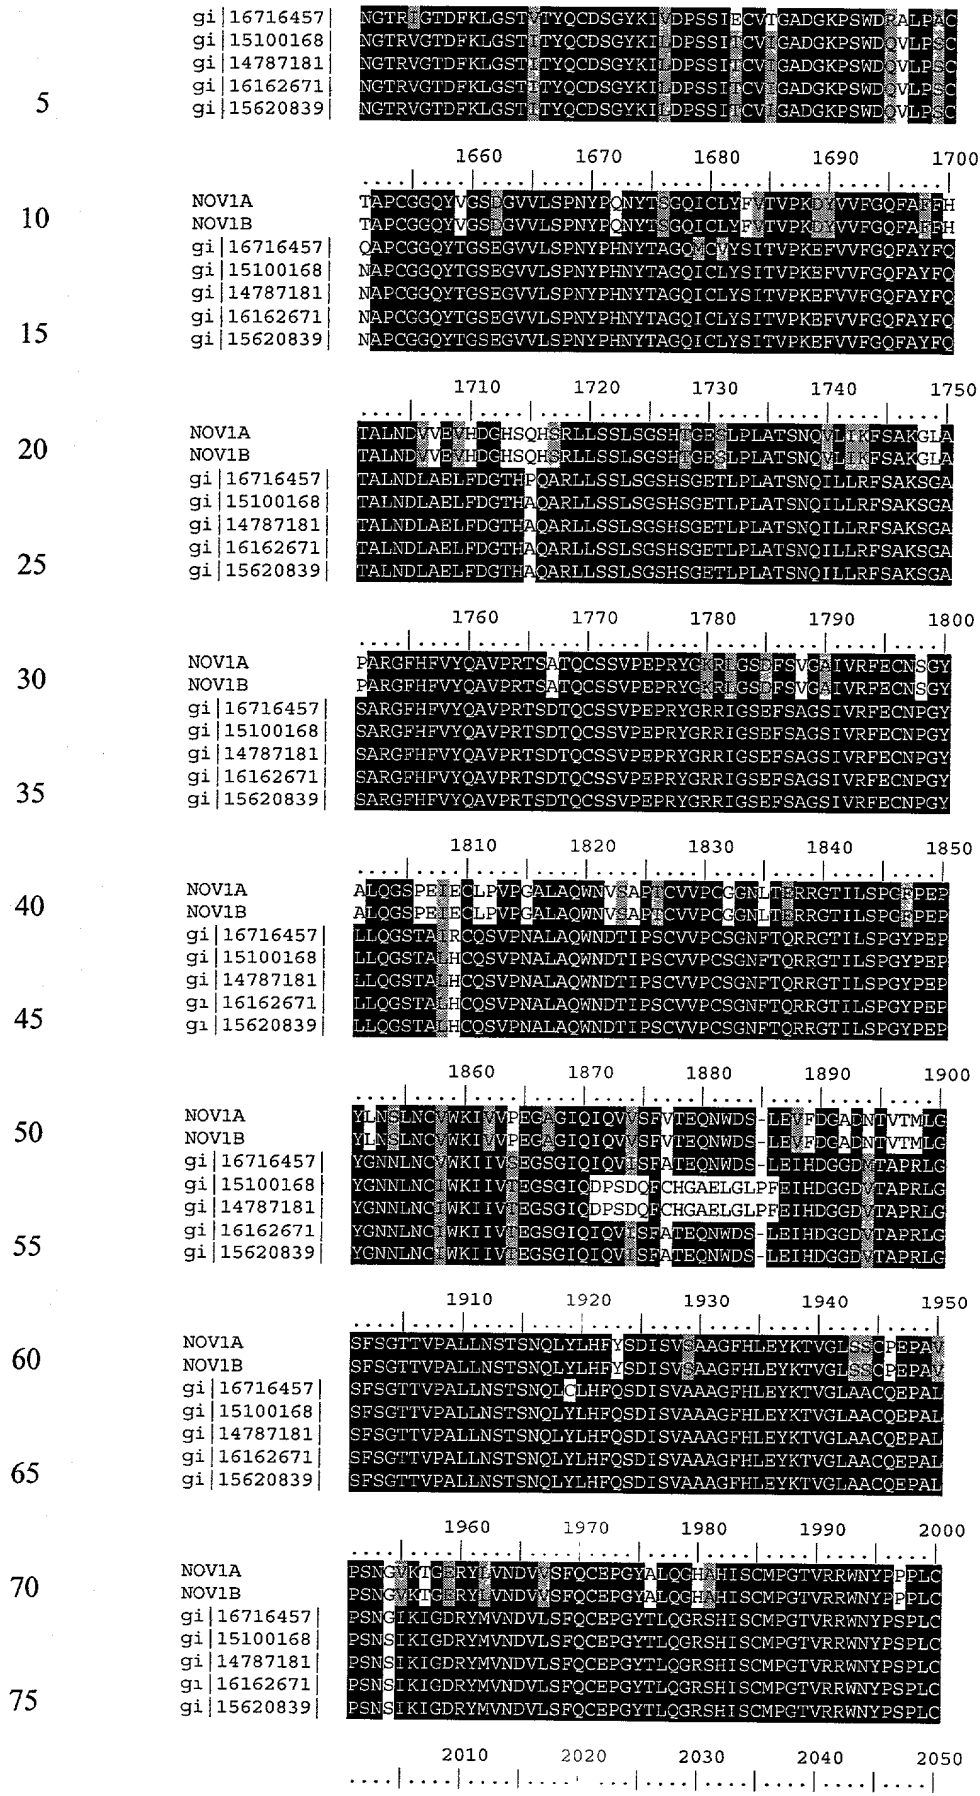 gi|16716457| NGTRIGTDFKLGSTVTYQCDSGYKIVDPSSIECVTGADGKPSWDRALPAC
gi|15100168| NGTRVGTDFKLGSTITYQCDSGYKILDPSSITCVIGADGKPSWDQVLPSC
gi|14787181| NGTRVGTDFKLGSTITYQCDSGYKILDPSSITCVIGADGKPSWDQVLPSC
gi|16162671| NGTRVGTDFKLGSTITYQCDSGYKILDPSSITCVIGADGKPSWDQVLPSC
5 gi|15620839| NGTRVGTDFKLGSTITYQCDSGYKILDPSSITCVIGADGKPSWDQVLPSC
1660 1670 1680 1690 1700
....|....|....|....|....|....|....|....|....|....|
10 NOV1A TAPCGGQYVGSDGVVLSPNYPQNYTSGQICLYFVTVPKDYVVFGQFAFFH
NOV1B TAPCGGQYVGSDGVVLSPNYPQNYTSGQICLYFVTVPKDYVVFGQFAFFH
gi|16716457| QAPCGGQYTGSEGVVLSPNYPHNYTAGQMCVYSITVPKEFVVFGQFAYFQ
gi|15100168| NAPCGGQYTGSEGVVLSPNYPHNYTAGQICLYSITVPKEFVVFGQFAYFQ
gi|14787181| NAPCGGQYTGSEGVVLSPNYPHNYTAGQICLYSITVPKEFVVFGQFAYFQ
15 gi|16162671| NAPCGGQYTGSEGVVLSPNYPHNYTAGQICLYSITVPKEFVVFGQFAYFQ
gi|15620839| NAPCGGQYTGSEGVVLSPNYPHNYTAGQICLYSITVPKEFVVFGQFAYFQ
1710 1720 1730 1740 1750
....|....|....|....|....|....|....|....|....|....|
20 NOV1A TALNDVVEVHDGHSQHSRLLSSLSGSHTGESLPLATSNQVLIKFSAKGLA
NOV1B TALNDVVEVHDGHSQHSRLLSSLSGSHTGESLPLATSNQVLIKFSAKGLA
gi|16716457| TALNDLAELFDGTHPQARLLSSLSGSHSGETLPLATSNQILLRFSAKSGA
gi|15100168| TALNDLAELFDGTHAQARLLSSLSGSHSGETLPLATSNQILLRFSAKSGA
gi|14787181| TALNDLAELFDGTHAQARLLSSLSGSHSGETLPLATSNQILLRFSAKSGA
25 gi|16162671| TALNDLAELFDGTHAQARLLSSLSGSHSGETLPLATSNQILLRFSAKSGA
gi|15620839| TALNDLAELFDGTHAQARLLSSLSGSHSGETLPLATSNQILLRFSAKSGA
1760 1770 1780 1790 1800
....|....|....|....|....|....|....|....|....|....|
30 NOV1A PARGFHFVYQAVPRTSATQCSSVPEPRYGKRLGSDFSVGAIVRFECNSGY
NOV1B PARGFHFVYQAVPRTSATQCSSVPEPRYGKRLGSDFSVGAIVRFECNSGY
gi|16716457| SARGFHFVYQAVPRTSDTQCSSVPEPRYGRRIGSEFSAGSIVRFECNPGY
gi|15100168| SARGFHFVYQAVPRTSDTQCSSVPEPRYGRRIGSEFSAGSIVRFECNPGY
gi|14787181| SARGFHFVYQAVPRTSDTQCSSVPEPRYGRRIGSEFSAGSIVRFECNPGY
35 gi|16162671| SARGFHFVYQAVPRTSDTQCSSVPEPRYGRRIGSEFSAGSIVRFECNPGY
gi|15620839| SARGFHFVYQAVPRTSDTQCSSVPEPRYGRRIGSEFSAGSIVRFECNPGY
1810 1820 1830 1840 1850
....|....|....|....|....|....|....|....|....|....|
40 NOV1A ALQGSPEIECLPVPGALAQWNVSAPTCVVPCGGNLTERRGTILSPGFPEP
NOV1B ALQGSPEIECLPVPGALAQWNVSAPTCVVPCGGNLTERRGTILSPGFPEP
gi|16716457| LLQGSTAIRCQSVPNALAQWNDTIPSCVVPCSGNFTQRRGTILSPGYPEP
gi|15100168| LLQGSTALHCQSVPNALAQWNDTIPSCVVPCSGNFTQRRGTILSPGYPEP
gi|14787181| LLQGSTALHCQSVPNALAQWNDTIPSCVVPCSGNFTQRRGTILSPGYPEP
45 gi|16162671| LLQGSTALHCQSVPNALAQWNDTIPSCVVPCSGNFTQRRGTILSPGYPEP
gi|15620839| LLQGSTALHCQSVPNALAQWNDTIPSCVVPCSGNFTQRRGTILSPGYPEP
1860 1870 1880 1890 1900
....|....|....|....|....|....|....|....|....|....|
50 NOV1A YLNSLNCVWKIVVPEGAGIQIQVVSFVTEQNWDS-LEVFDGADNTVTMLG
NOV1B YLNSLNCVWKIVVPEGAGIQIQVVSFVTEQNWDS-LEVFDGADNTVTMLG
gi|16716457| YGNNLNCVWKIIVSEGSGIQIQVISFATEQNWDS-LEIHDGGDMTAPRLG
gi|15100168| YGNNLNCIWKIIVTEGSGIQDPSDQFCHGAELGLPFEIHDGGDVTAPRLG
gi|14787181| YGNNLNCIWKIIVTEGSGIQDPSDQFCHGAELGLPFEIHDGGDVTAPRLG
55 gi|16162671| YGNNLNCIWKIIVTEGSGIQIQVISFATEQNWDS-LEIHDGGDVTAPRLG
gi|15620839| YGNNLNCIWKIIVTEGSGIQIQVISFATEQNWDS-LEIHDGGDVTAPRLG
1910 1920 1930 1940 1950
....|....|....|....|....|....|....|....|....|....|
60 NOV1A SFSGTTVPALLNSTSNQLYLHFYSDISVSAAGFHLEYKTVGLSSCPEPAV
NOV1B SFSGTTVPALLNSTSNQLYLHFYSDISVSAAGFHLEYKTVGLSSCPEPAV
gi|16716457| SFSGTTVPALLNSTSNQLCLHFQSDISVAAAGFHLEYKTVGLAACQEPAL
gi|15100168| SFSGTTVPALLNSTSNQLYLHFQSDISVAAAGFHLEYKTVGLAACQEPAL
gi|14787181| SFSGTTVPALLNSTSNQLYLHFQSDISVAAAGFHLEYKTVGLAACQEPAL
65 gi|16162671| SFSGTTVPALLNSTSNQLYLHFQSDISVAAAGFHLEYKTVGLAACQEPAL
gi|15620839| SFSGTTVPALLNSTSNQLYLHFQSDISVAAAGFHLEYKTVGLAACQEPAL
1960 1970 1980 1990 2000
....|....|....|....|....|....|....|....|....|....|
70 NOV1A PSNGVKTGERYLVNDVVSFQCEPGYALQGHAHISCMPGTVRRWNYPPPLC
NOV1B PSNGVKTGERYLVNDVVSFQCEPGYALQGHAHISCMPGTVRRWNYPPPLC
gi|16716457| PSNGIKIGDRYMVNDVLSFQCEPGYTLQGRSHISCMPGTVRRWNYPSPLC
gi|15100168| PSNSIKIGDRYMVNDVLSFQCEPGYTLQGRSHISCMPGTVRRWNYPSPLC
gi|14787181| PSNSIKIGDRYMVNDVLSFQCEPGYTLQGRSHISCMPGTVRRWNYPSPLC
75 gi|16162671| PSNSIKIGDRYMVNDVLSFQCEPGYTLQGRSHISCMPGTVRRWNYPSPLC
gi|15620839| PSNSIKIGDRYMVNDVLSFQCEPGYTLQGRSHISCMPGTVRRWNYPSPLC
2010 2020 2030 2040 2050
....|....|....|....|....|....|....|....|....|....|